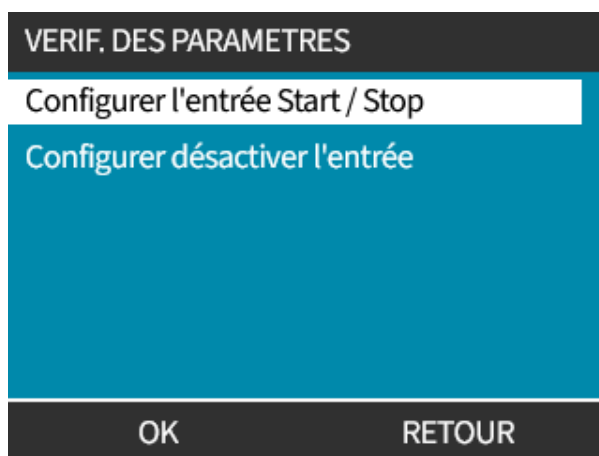 VERIF. DES PARAMETRES
Configurer l'entrée Start / Stop
Configurer désactiver l'entrée
OK RETOUR